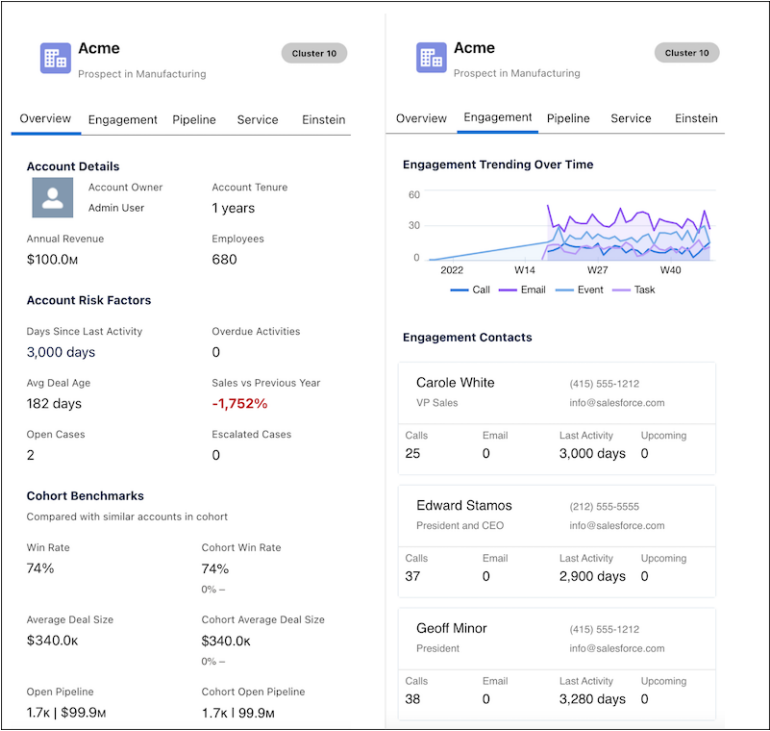 Acme
Prospect in Manufacturing
Cluster 10
Overview Engagement Pipeline Service Einstein
Account Details
Account Owner Account Tenure
Admin User 1 years
Annual Revenue Employees
$100.0M 680
Account Risk Factors
Days Since Last Activity Overdue Activities
3,000 days 0
Avg Deal Age Sales vs Previous Year
182 days -1,752%
Open Cases Escalated Cases
2 0
Cohort Benchmarks
Compared with similar accounts in cohort
Win Rate Cohort Win Rate
74% 74%
0% –
Average Deal Size Cohort Average Deal Size
$340.0K $340.0K
0% –
Open Pipeline Cohort Open Pipeline
1.7K | $99.9M 1.7K | 99.9M
Acme
Prospect in Manufacturing
Cluster 10
Overview Engagement Pipeline Service Einstein
Engagement Trending Over Time
60
30
0
2022 W14 W27 W40
Call Email Event Task
Engagement Contacts
Carole White (415) 555-1212
VP Sales info@salesforce.com
Calls Email Last Activity Upcoming
25 0 3,000 days 0
Edward Stamos (212) 555-5555
President and CEO info@salesforce.com
Calls Email Last Activity Upcoming
37 0 2,900 days 0
Geoff Minor (415) 555-1212
President info@salesforce.com
Calls Email Last Activity Upcoming
38 0 3,280 days 0